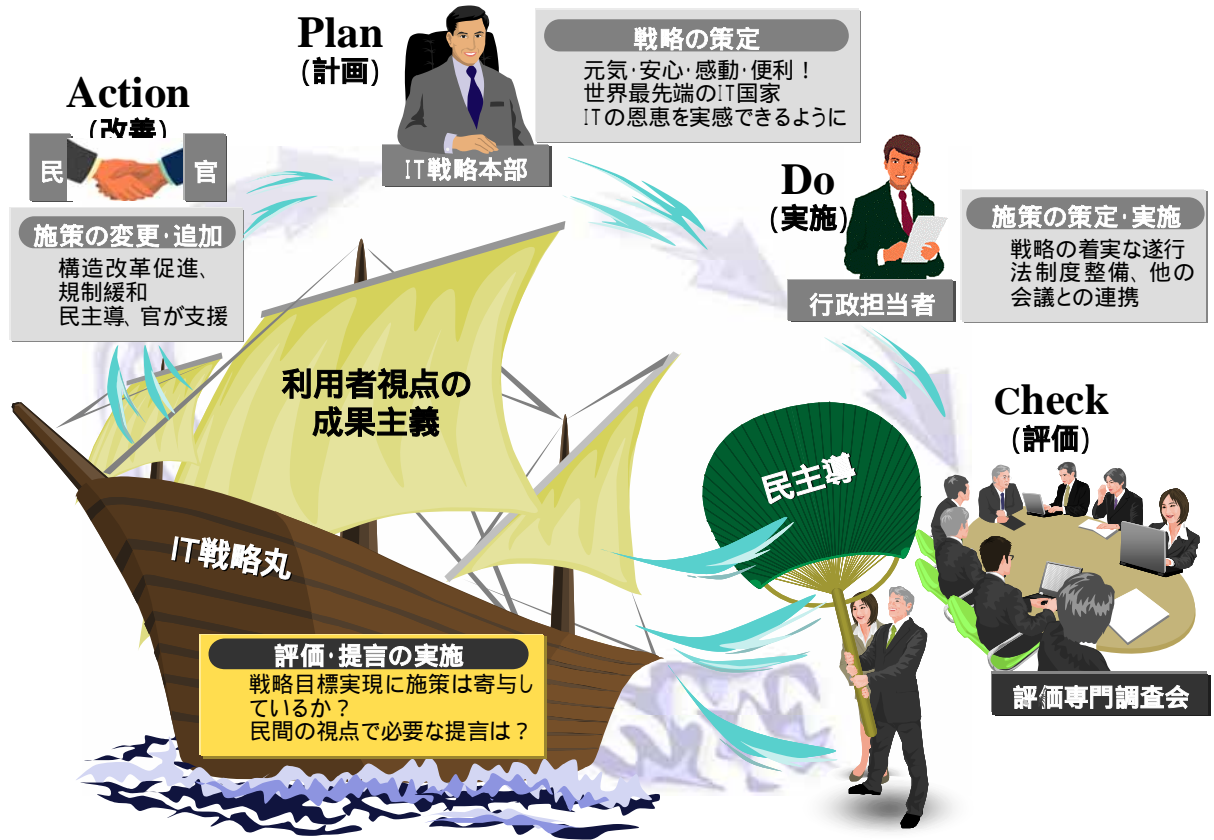 Plan
(計画)
戦略の策定
元気・安心・感動・便利！
世界最先端のIT国家
ITの恩恵を実感できるように
IT戦略本部
Action
(改善)
民
官
施策の変更・追加
構造改革促進、
規制緩和
民主導、官が支援
Do
(実施)
施策の策定・実施
戦略の着実な遂行
法制度整備、他の
会議との連携
行政担当者
利用者視点の
成果主義
Check
(評価)
民主導
IT戦略丸
評価・提言の実施
戦略目標実現に施策は寄与し
ているか？
民間の視点で必要な提言は？
評価専門調査会